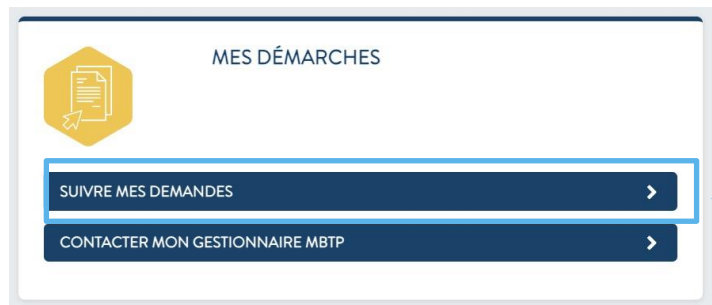 MES DÉMARCHES
SUIVRE MES DEMANDES
CONTACTER MON GESTIONNAIRE MBTP